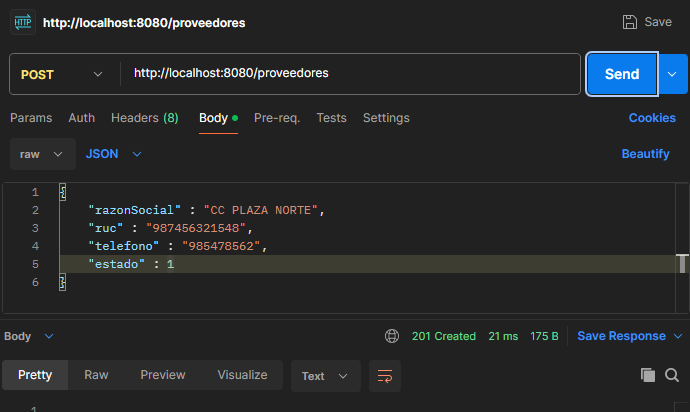 HTTP http://localhost:8080/proveedores Save
POST http://localhost:8080/proveedores Send
Params Auth Headers (8) Body Pre-req. Tests Settings Cookies
raw JSON Beautify
1 {
2 "razonSocial" : "CC PLAZA NORTE",
3 "ruc" : "987456321548",
4 "telefono" : "985478562",
5 "estado" : 1
6 }
Body 201 Created 21 ms 175 B Save Response
Pretty Raw Preview Visualize Text
1